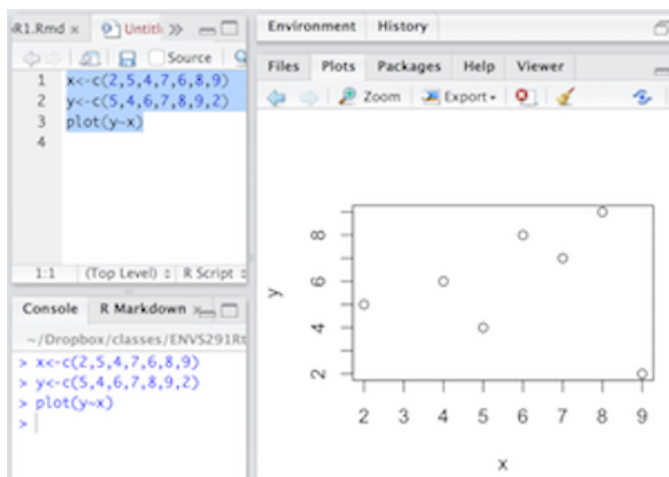 R1.Rmd
Untitl
Source
1 x<-c(2,5,4,7,6,8,9)
2 y<-c(5,4,6,7,8,9,2)
3 plot(y~x)
4
1:1 (Top Level) R Script
Console R Markdown
~/Dropbox/classes/ENVS291Rt
> x<-c(2,5,4,7,6,8,9)
> y<-c(5,4,6,7,8,9,2)
> plot(y~x)
>
Environment History
Files Plots Packages Help Viewer
Zoom Export
8
6
y
4
2
2 3 4 5 6 7 8 9
x